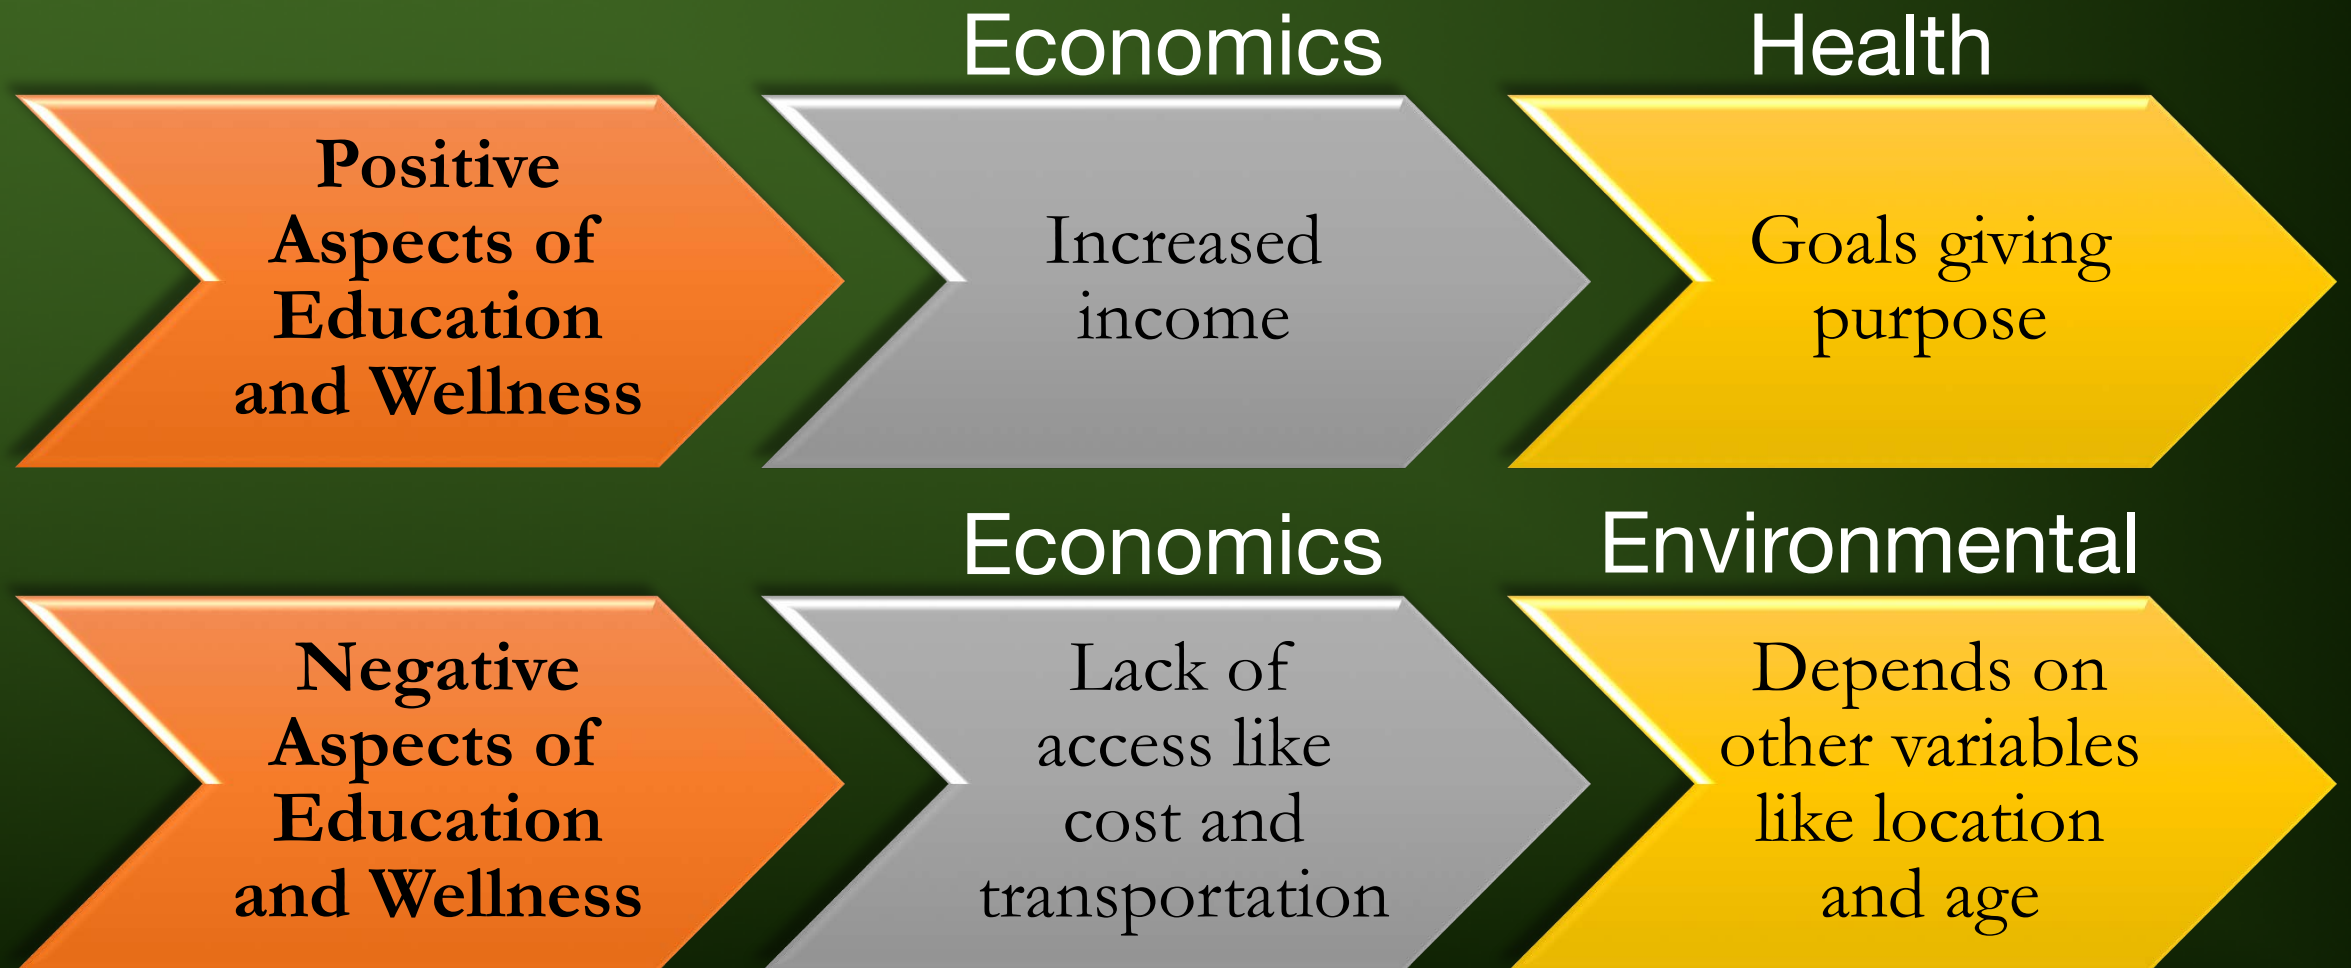 Economics
Health
Positive
Aspects of
Education
and Wellness
Increased
income
Goals giving
purpose
Economics
Environmental
Negative
Aspects of
Education
and Wellness
Lack of
access like
cost and
transportation
Depends on
other variables
like location
and age